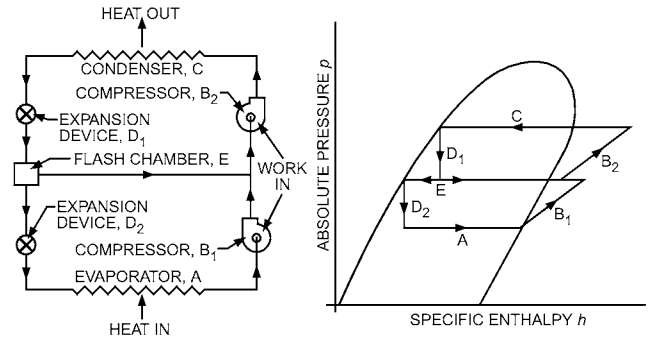 HEAT OUT
CONDENSER, C
COMPRESSOR, B2
EXPANSION
DEVICE, D1
FLASH CHAMBER, E
WORK
IN
EXPANSION
DEVICE, D2
COMPRESSOR, B1
EVAPORATOR, A
HEAT IN
ABSOLUTE PRESSURE p
C
D1
B2
E
D2
B1
A
SPECIFIC ENTHALPY h